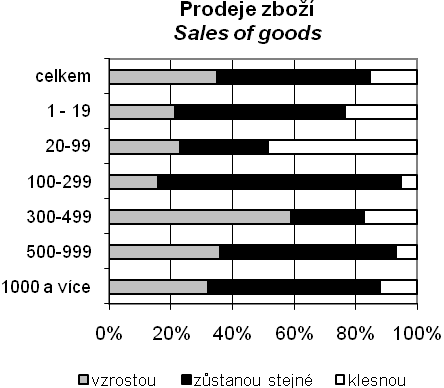 Prodeje zboží
Sales of goods
celkem
1 - 19
20-99
100-299
300-499
500-999
1000 a více
0% 20% 40% 60% 80% 100%
vzrostou zůstanou stejné klesnou